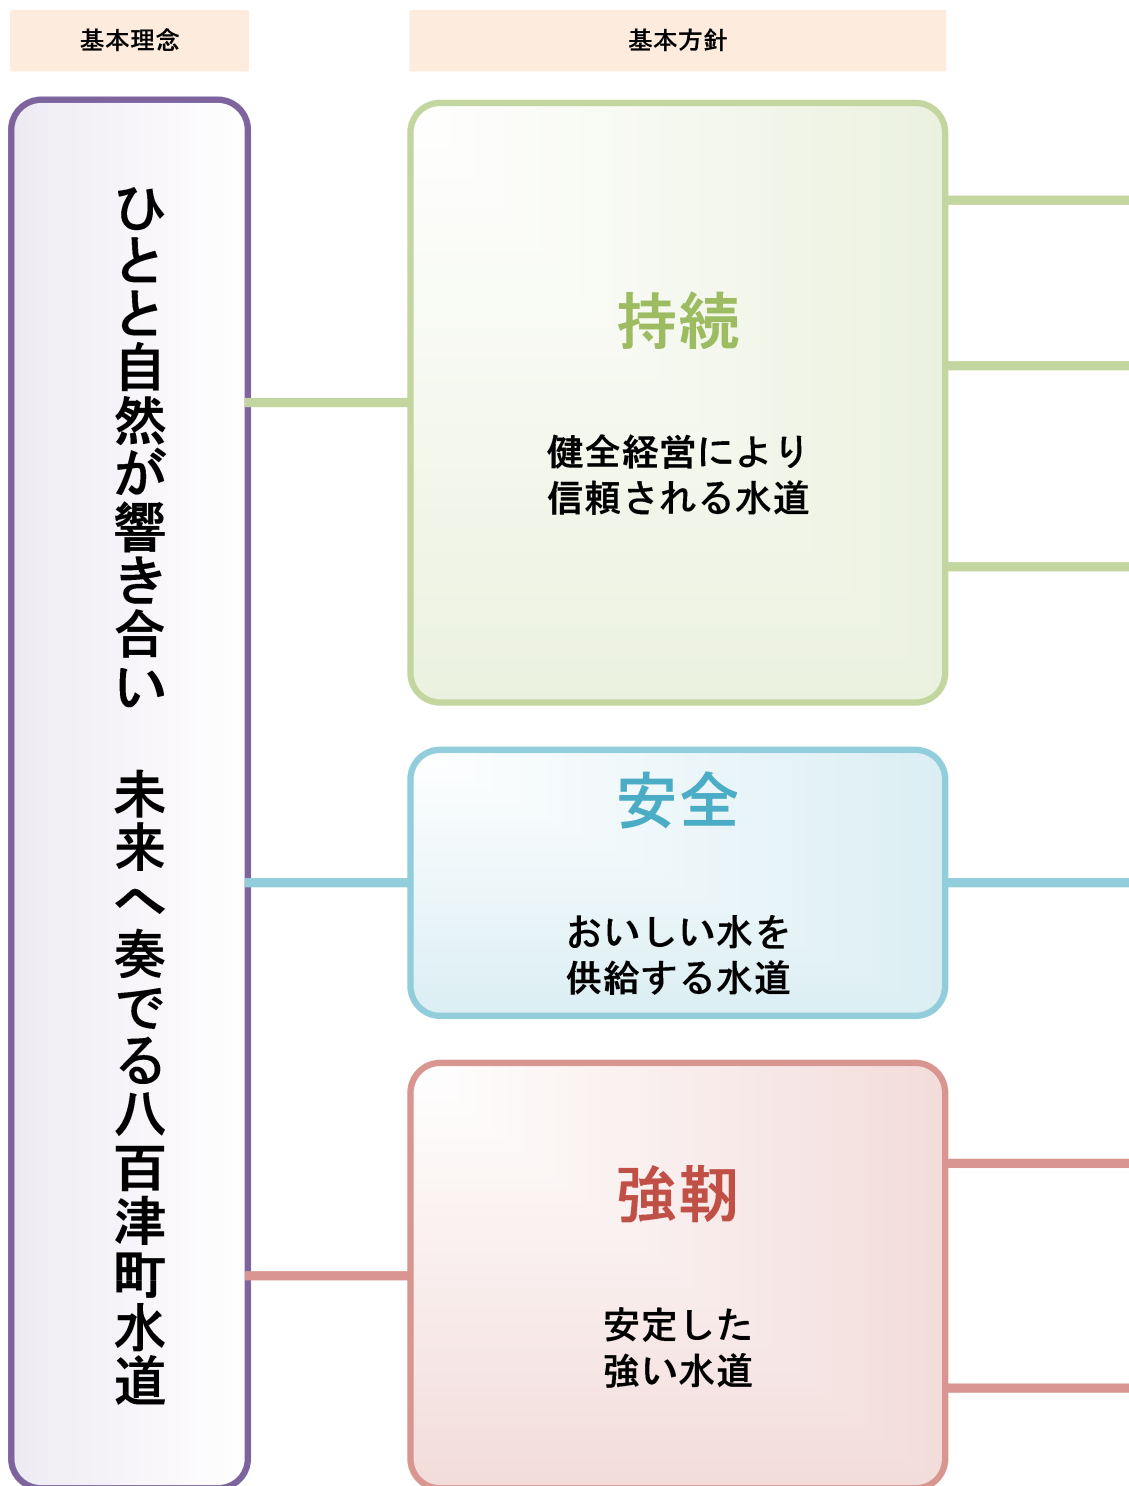 基本理念
基本方針
ひとと自然が響き合い　未来へ奏でる八百津町水道
持続
健全経営により
信頼される水道
安全
おいしい水を
供給する水道
強靭
安定した
強い水道